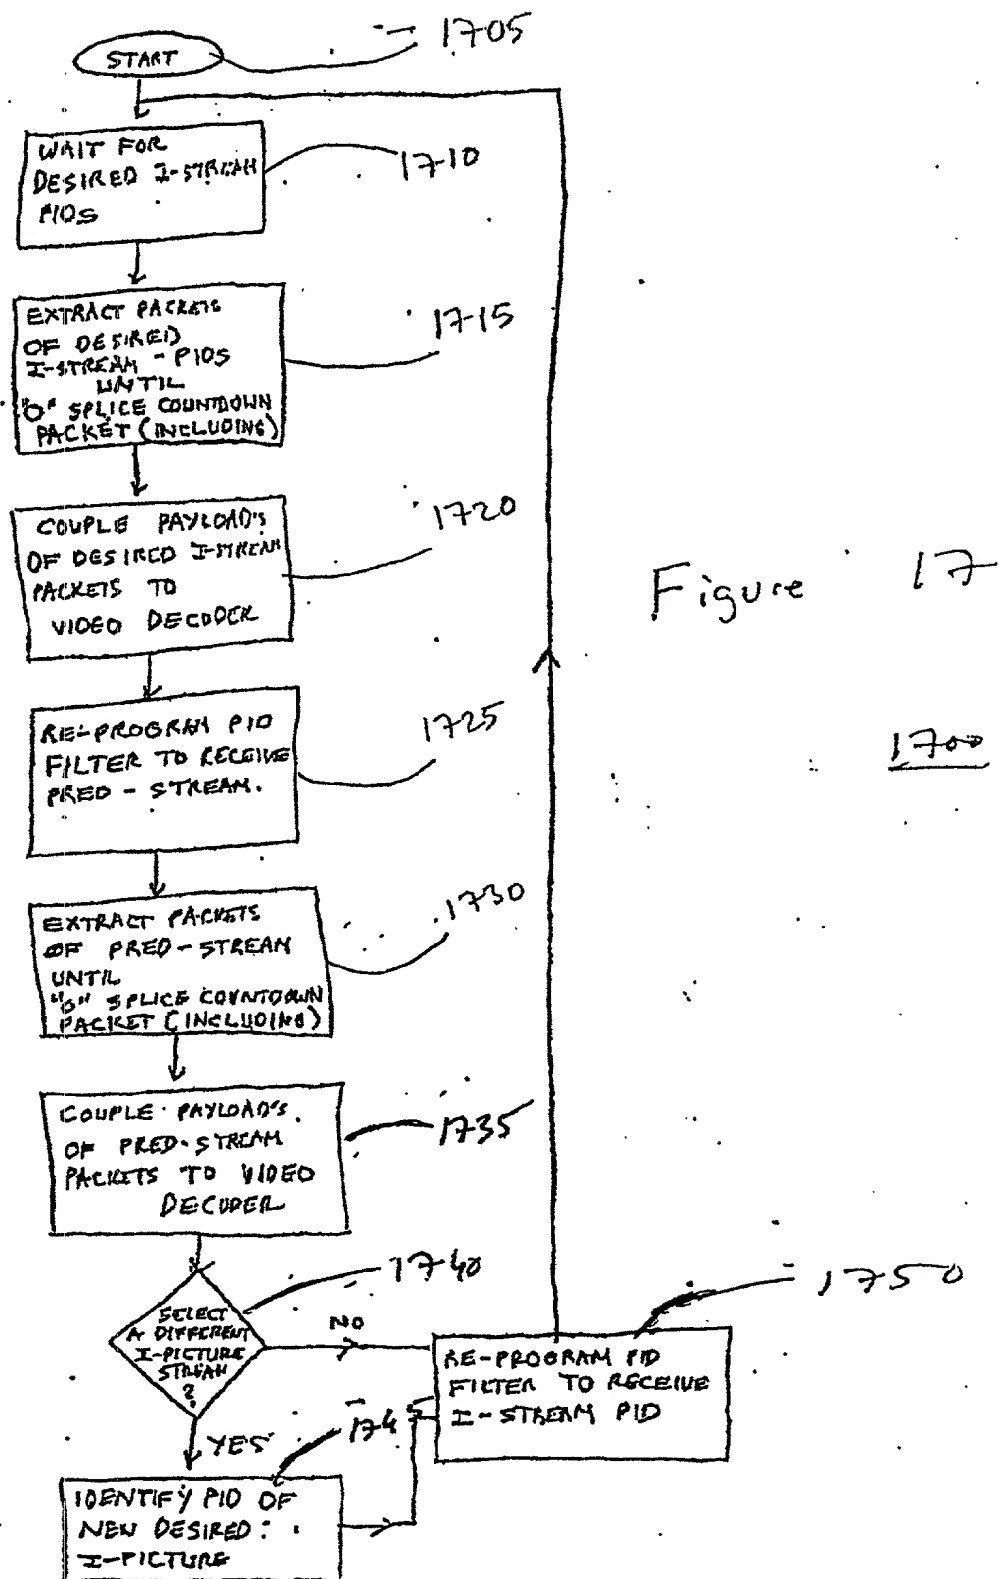 START
1705
WAIT FOR
DESIRED I-STREAM
PIDS
1710
EXTRACT PACKETS
OF DESIRED
I-STREAM - PIDS
UNTIL
"0" SPLICE COUNTDOWN
PACKET (INCLUDING)
1715
COUPLE PAYLOAD'S
OF DESIRED I-STREAM
PACKETS TO
VIDEO DECODER
1720
Figure 17
RE-PROGRAM PID
FILTER TO RECEIVE
PRED - STREAM.
1725
1700
EXTRACT PACKETS
OF PRED - STREAM
UNTIL
"0" SPLICE COUNTDOWN
PACKET (INCLUDING)
1730
COUPLE PAYLOAD'S.
OF PRED-STREAM
PACKETS TO VIDEO
DECODER
1735
SELECT
A DIFFERENT
I-PICTURE
STREAM
?
1740
NO
YES
RE-PROGRAM PID
FILTER TO RECEIVE
I-STREAM PID
1750
1745
IDENTIFY PID OF
NEW DESIRED
I-PICTURE